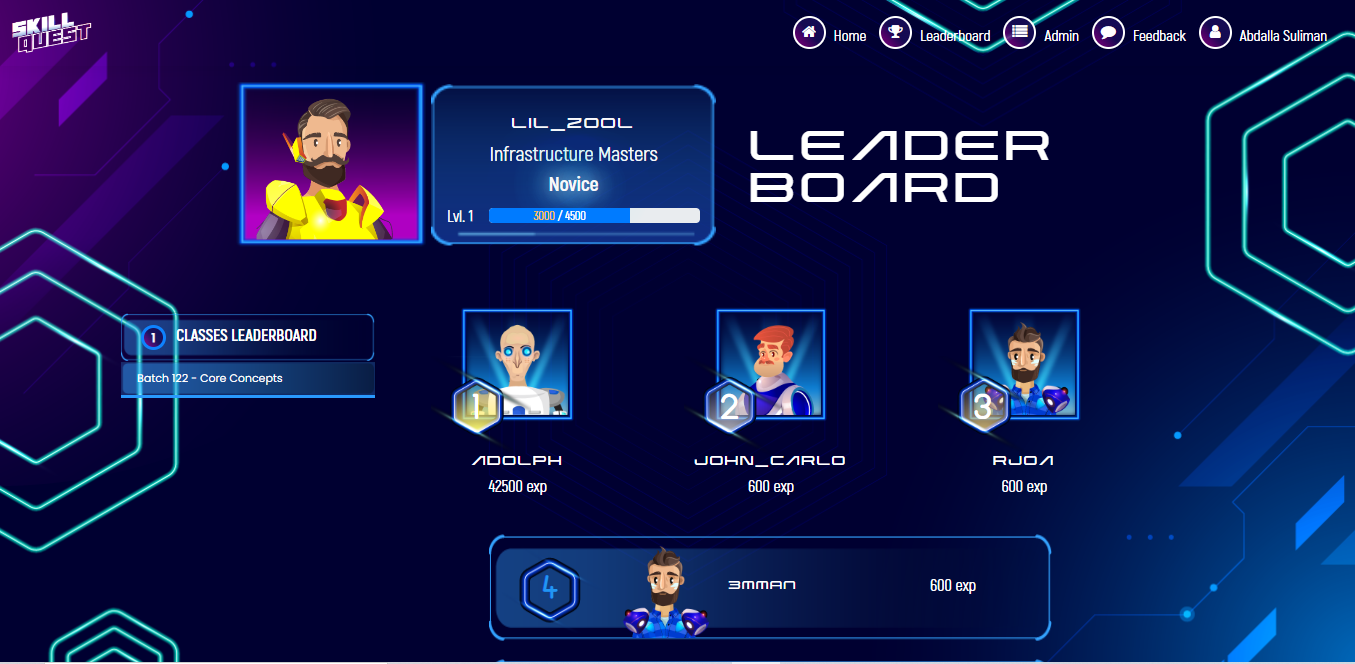 SKILL
QUEST
Home
Leaderboard
Admin
Feedback
Abdalla Suliman
LIL_ZOOL
Infrastructure Masters
Novice
Lvl. 1
3000 / 4500
LEADER
BOARD
1 CLASSES LEADERBOARD
Batch 122 - Core Concepts
1
ADOLPH
42500 exp
2
JOHN_CARLO
600 exp
3
RJOA
600 exp
4
3MMAN
600 exp